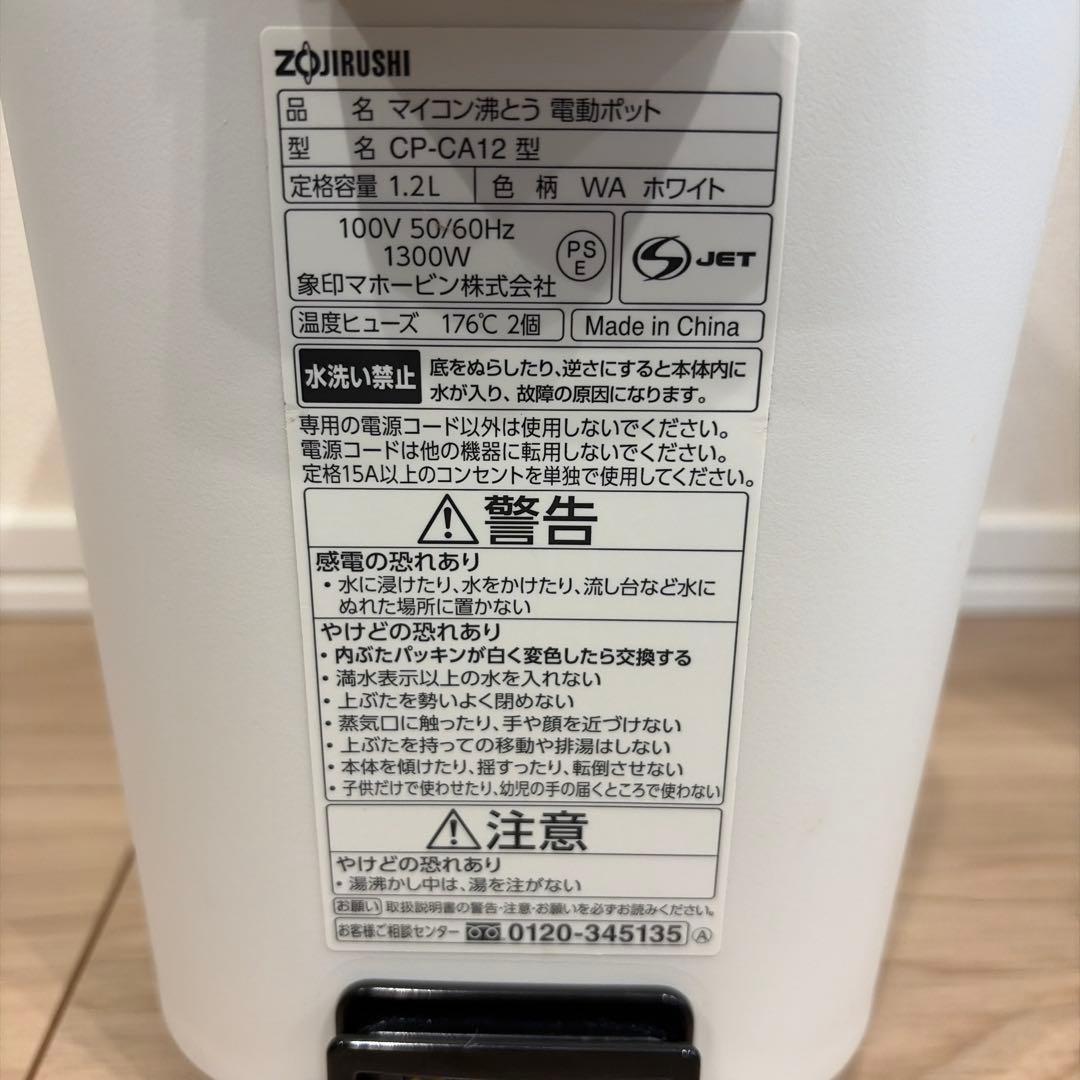 ZOJIRUSHI
品 名 マイコン沸とう 電動ポット
型 名 CP-CA12 型
定格容量 1.2L 色 柄 WA ホワイト
100V 50/60Hz
1300W
象印マホービン株式会社
PS
E
JET
温度ヒューズ 176℃ 2個 Made in China
水洗い禁止
底をぬらしたり、逆さにすると本体内に
水が入り、故障の原因になります。
専用の電源コード以外は使用しないでください。
電源コードは他の機器に転用しないでください。
定格15A以上のコンセントを単独で使用してください。
警告
感電の恐れあり
・水に浸けたり、水をかけたり、流し台など水に
ぬれた場所に置かない
やけどの恐れあり
・内ぶたパッキンが白く変色したら交換する
・満水表示以上の水を入れない
・上ぶたを勢いよく閉めない
・蒸気口に触ったり、手や顔を近づけない
・上ぶたを持っての移動や排湯はしない
・本体を傾けたり、揺すったり、転倒させない
・子供だけで使わせたり、幼児の手の届くところで使わない
注意
やけどの恐れあり
・湯沸かし中は、湯を注がない
お願い 取扱説明書の警告・注意・お願いを必ずお読みください。
お客様ご相談センター 0120-345135 A